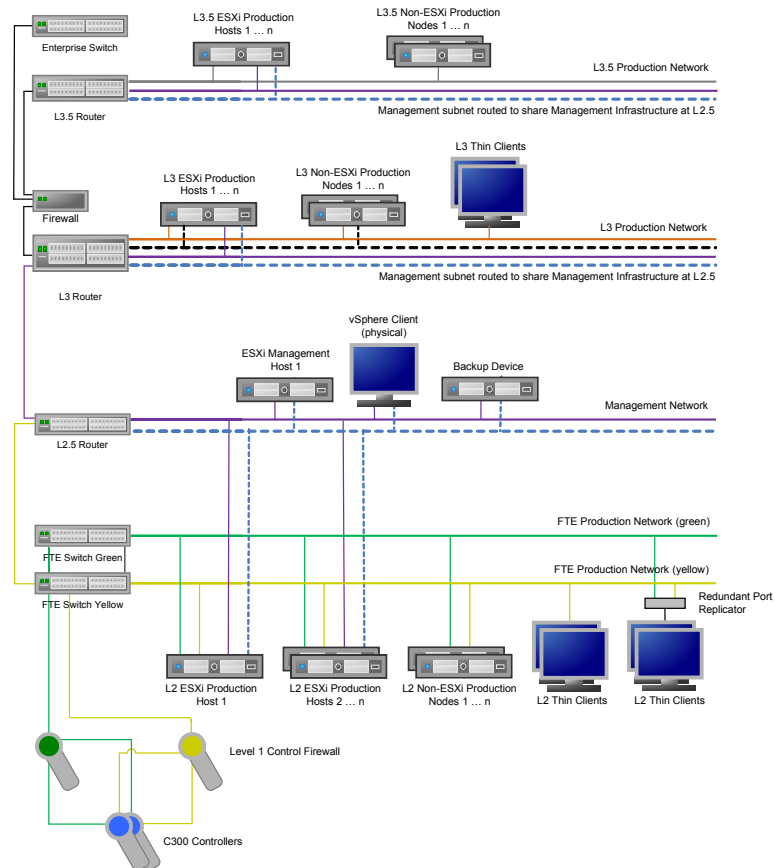 L3.5 ESXi Production
Hosts 1 ... n
L3.5 Non-ESXi Production
Nodes 1 ... n
Enterprise Switch
L3.5 Production Network
L3.5 Router
Management subnet routed to share Management Infrastructure at L2.5
L3 Thin Clients
L3 ESXi Production
Hosts 1 ... n
L3 Non-ESXi Production
Nodes 1 ... n
Firewall
L3 Production Network
Management subnet routed to share Management Infrastructure at L2.5
L3 Router
vSphere Client
(physical)
ESXi Management
Host 1
Backup Device
Management Network
L2.5 Router
FTE Production Network (green)
FTE Switch Green
FTE Production Network (yellow)
Redundant Port
Replicator
FTE Switch Yellow
L2 ESXi Production
Host 1
L2 ESXi Production
Hosts 2 ... n
L2 Non-ESXi Production
Nodes 1 ... n
L2 Thin Clients
L2 Thin Clients
Level 1 Control Firewall
C300 Controllers